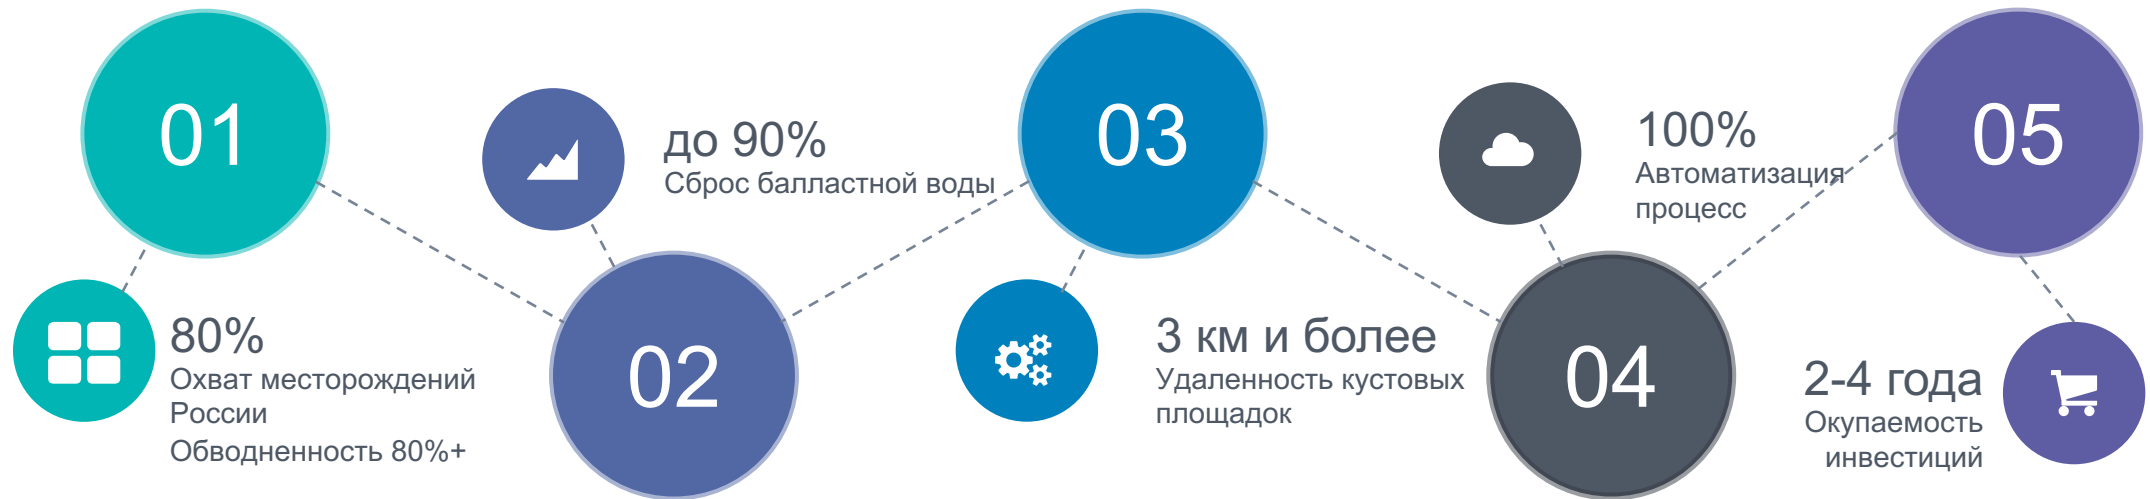 01
80%
Охват месторождений
России
Обводненность 80%+
до 90%
Сброс балластной воды
02
03
3 км и более
Удаленность кустовых
площадок
100%
Автоматизация
процесс
04
05
2-4 года
Окупаемость
инвестиций